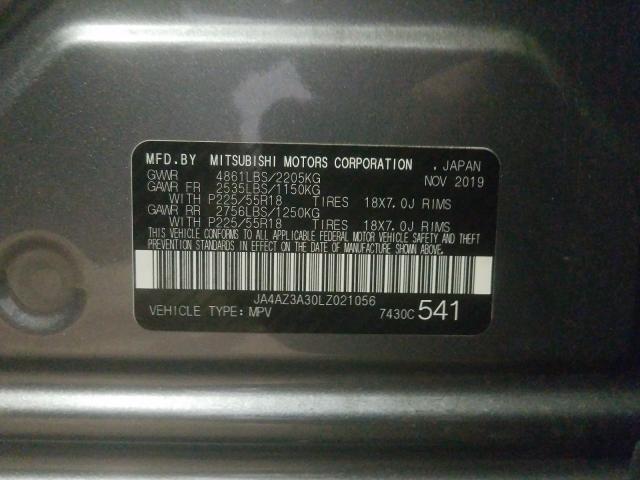 MFD.BY MITSUBISHI MOTORS CORPORATION , JAPAN
GVWR 4861LBS/2205KG NOV 2019
GAWR FR 2535LBS/1150KG
WITH P225/55R18 TIRES 18X7.0J RIMS
GAWR RR 2756LBS/1250KG
WITH P225/55R18 TIRES 18X7.0J RIMS
THIS VEHICLE CONFORMS TO ALL APPLICABLE FEDERAL MOTOR VEHICLE SAFETY AND THEFT
PREVENTION STANDARDS IN EFFECT ON THE DATE OF MANUFACTURE SHOWN ABOVE.
JA4AZ3A30LZ021056
VEHICLE TYPE:MPV 7430C 541